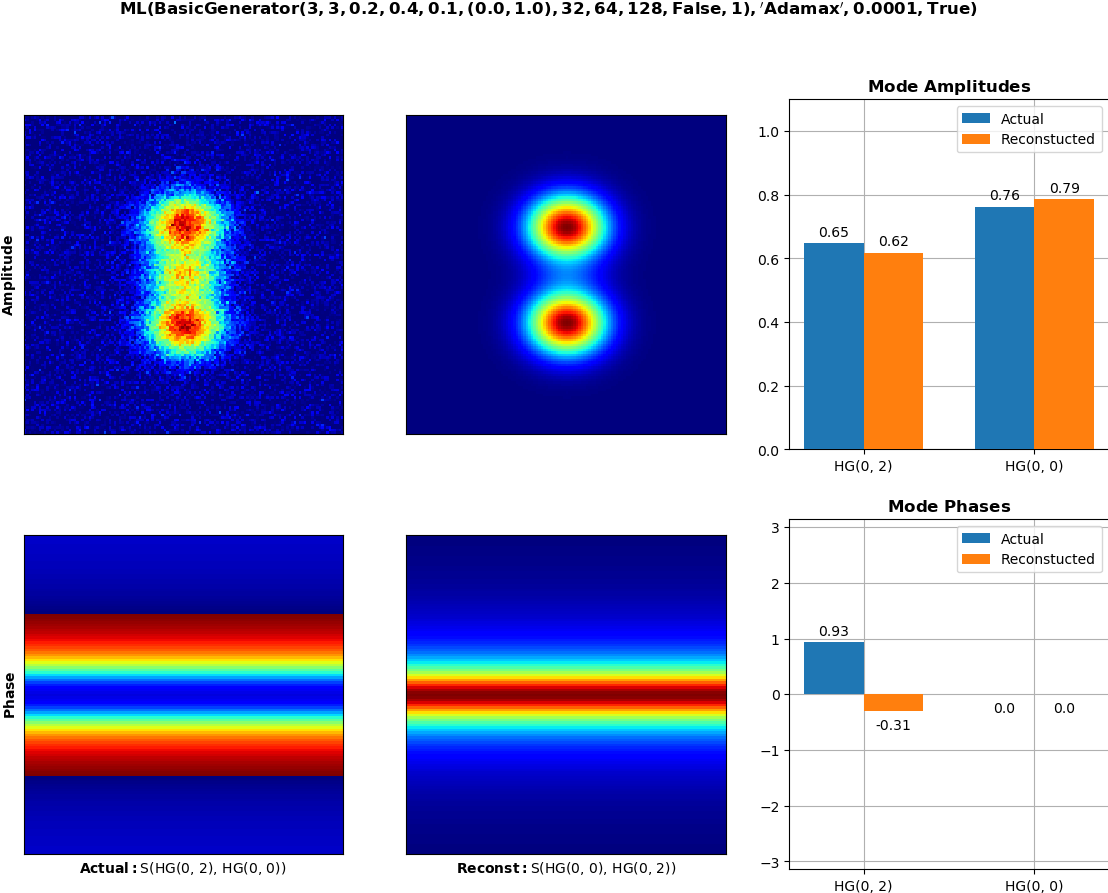 ML(BasicGenerator(3, 3, 0.2, 0.4, 0.1, (0.0, 1.0), 32, 64, 128, False, 1), ′Adamax′, 0.0001, True)
Amplitude
Mode Amplitudes
Actual
Reconstucted
1.0
0.8
0.6
0.4
0.2
0.0
0.65
0.62
0.76
0.79
HG(0, 2)
HG(0, 0)
Phase
Actual: S(HG(0, 2), HG(0, 0))
Reconst: S(HG(0, 0), HG(0, 2))
Mode Phases
Actual
Reconstucted
3
2
1
0
−1
−2
−3
0.93
-0.31
0.0
0.0
HG(0, 2)
HG(0, 0)